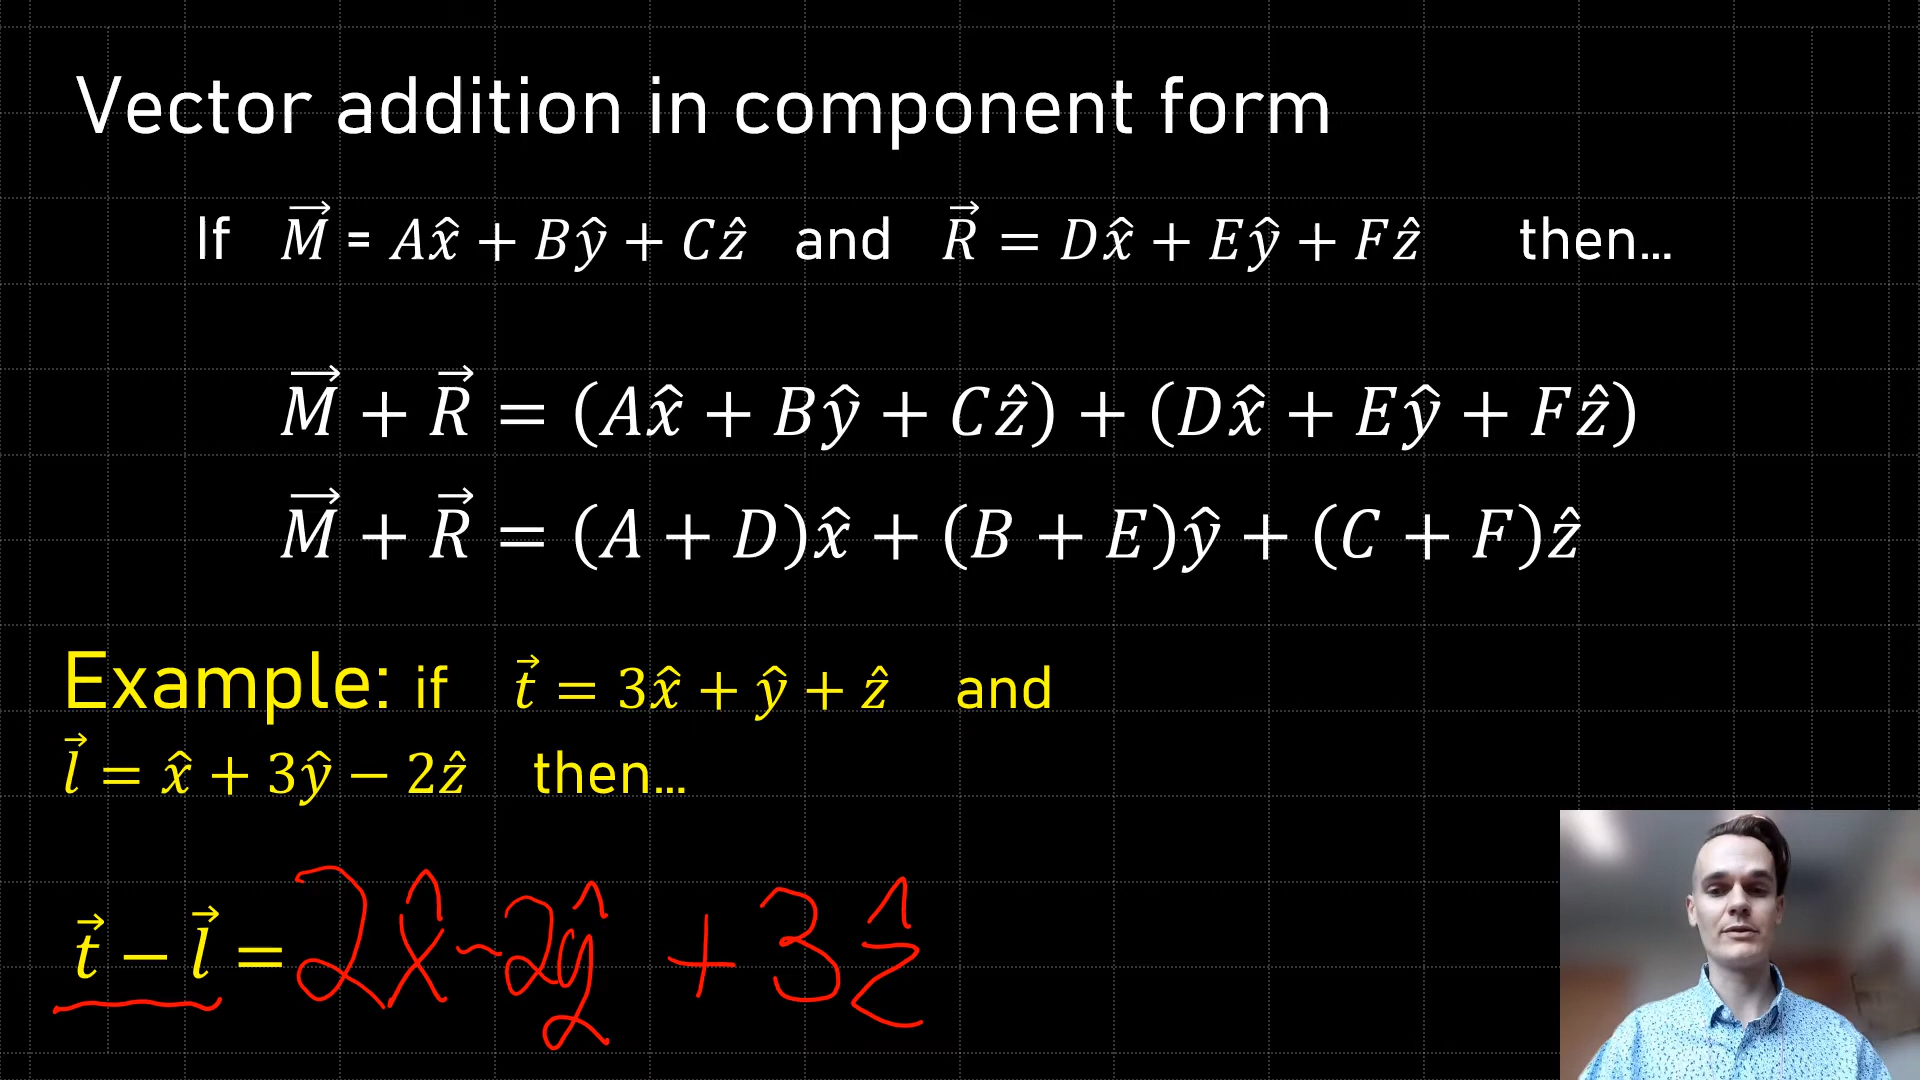 Vector addition in component form
If M⃗ = Ax̂ + Bŷ + Cẑ and R⃗ = Dx̂ + Eŷ + Fẑ then...
M⃗ + R⃗ = (Ax̂ + Bŷ + Cẑ) + (Dx̂ + Eŷ + Fẑ)
M⃗ + R⃗ = (A + D)x̂ + (B + E)ŷ + (C + F)ẑ
Example: if t⃗ = 3x̂ + ŷ + ẑ and
l⃗ = x̂ + 3ŷ − 2ẑ then...
t⃗ − l⃗ = 2x̂ - 2ŷ + 3ẑ